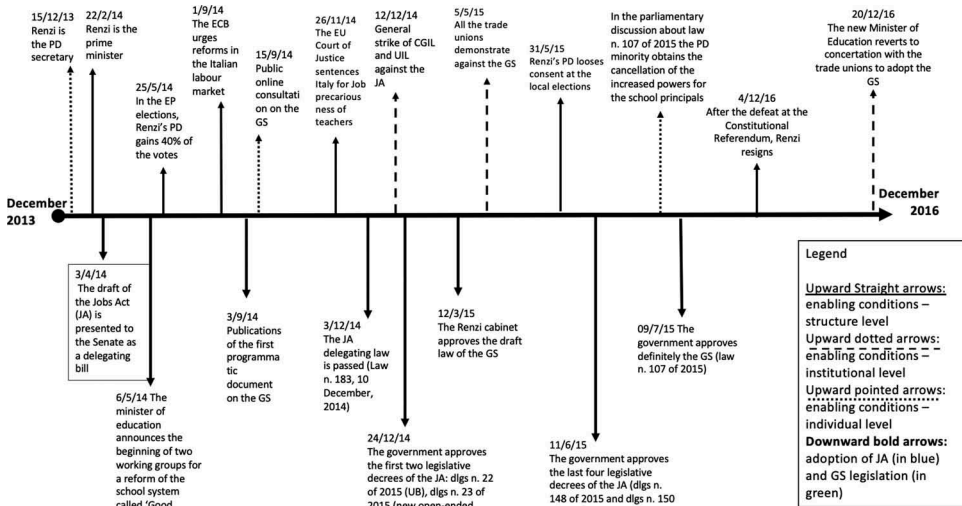 15/12/13
Renzi is
the PD
secretary
22/2/14
Renzi is the
prime
minister
25/5/14
In the EP
elections,
Renzi's PD
gains 40% of
the votes
1/9/14
The ECB
urges
reforms in
the Italian
labour
market
15/9/14
Public
online
consultati
on on the
GS
26/11/14
The EU
Court of
Justice
sentences
Italy for Job
precarious
ness of
teachers
12/12/14
General
strike of CGIL
and UIL
against the
JA
5/5/15
All the trade
unions
demonstrate
against the GS
31/5/15
Renzi's PD looses
consent at the
local elections
In the parliamentary
discussion about law
n. 107 of 2015 the PD
minority obtains the
cancellation of the
increased powers for
the school principals
4/12/16
After the defeat at the
Constitutional
Referendum, Renzi
resigns
20/12/16
The new Minister of
Education reverts to
concertation with the
trade unions to adopt the
GS
December
2013
December
2016
3/4/14
The draft of
the Jobs Act
(JA) is
presented to
the Senate as
a delegating
bill
6/5/14 The
minister of
education
announces the
beginning of two
working groups for
a reform of the
school system
called 'Good
3/9/14
Publications
of the first
programma
tic
document
on the GS
3/12/14
The JA
delegating law
is passed (Law
n. 183, 10
December,
2014)
24/12/14
The government approves
the first two legislative
decrees of the JA: dlgs n. 22
of 2015 (UB), dlgs n. 23 of
2015 (new open-ended
12/3/15
The Renzi cabinet
approves the draft
law of the GS
11/6/15
The government approves
the last four legislative
decrees of the JA (dlgs n.
148 of 2015 and dlgs n. 150
09/7/15 The
government approves
definitely the GS (law
n. 107 of 2015)
Legend
Upward Straight arrows:
enabling conditions –
structure level
Upward dotted arrows:
enabling conditions –
institutional level
Upward pointed arrows:
enabling conditions –
individual level
Downward bold arrows:
adoption of JA (in blue)
and GS legislation (in
green)